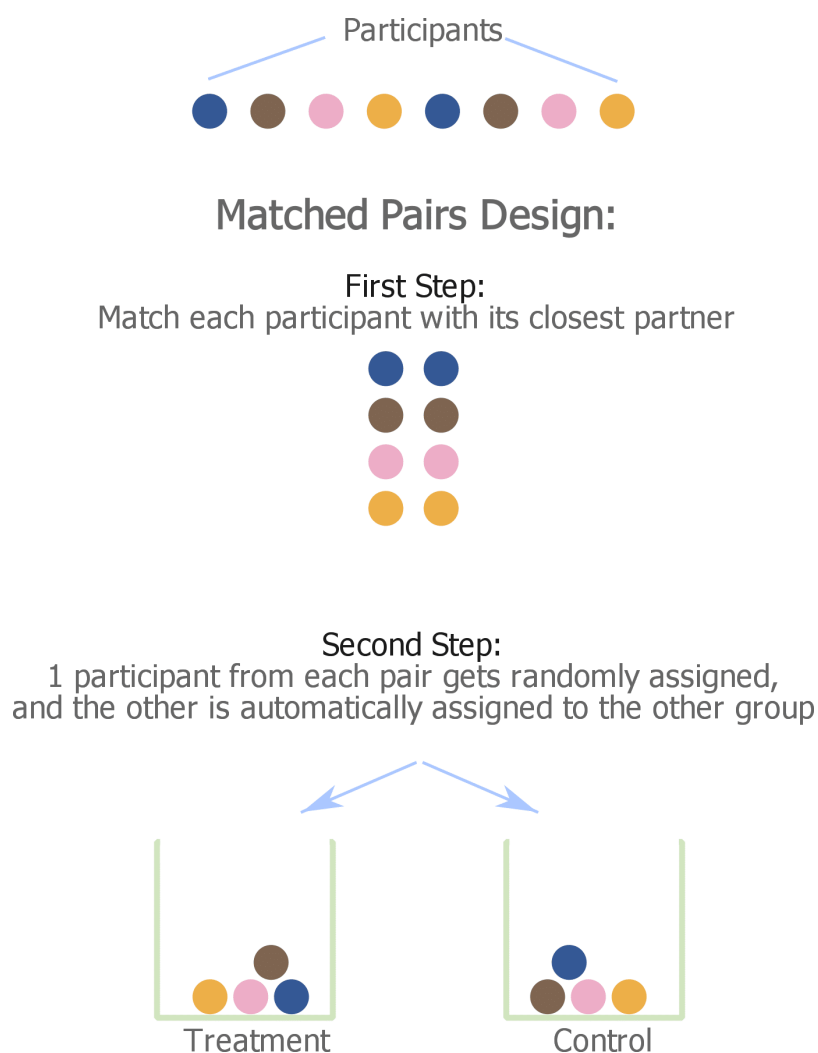 Participants
Matched Pairs Design:
First Step:
Match each participant with its closest partner
Second Step:
1 participant from each pair gets randomly assigned,
and the other is automatically assigned to the other group
Treatment
Control